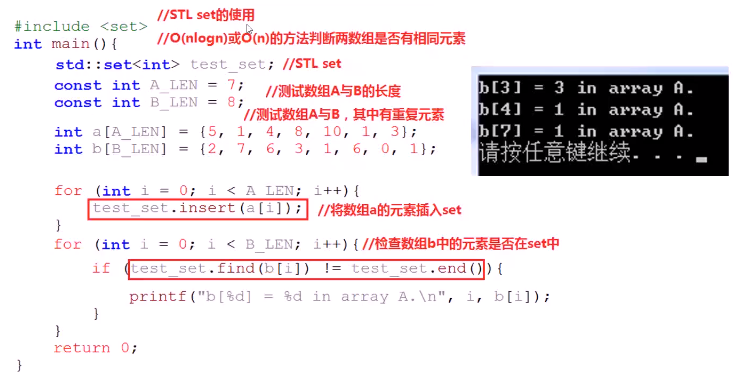 #include <set> //STL set的使用
int main(){ //O(nlogn)或O(n)的方法判断两数组是否有相同元素
std::set<int> test_set; //STL set
const int A_LEN = 7; //测试数组A与B的长度
const int B_LEN = 8;
//测试数组A与B，其中有重复元素
int a[A_LEN] = {5, 1, 4, 8, 10, 1, 3};
int b[B_LEN] = {2, 7, 6, 3, 1, 6, 0, 1};
for (int i = 0; i < A_LEN; i++){
test_set.insert(a[i]); //将数组a的元素插入set
}
for (int i = 0; i < B_LEN; i++){ //检查数组b中的元素是否在set中
if (test_set.find(b[i]) != test_set.end()){
printf("b[%d] = %d in array A.\n", i, b[i]);
}
}
return 0;
}
b[3] = 3 in array A.
b[4] = 1 in array A.
b[7] = 1 in array A.
请按任意键继续. . .